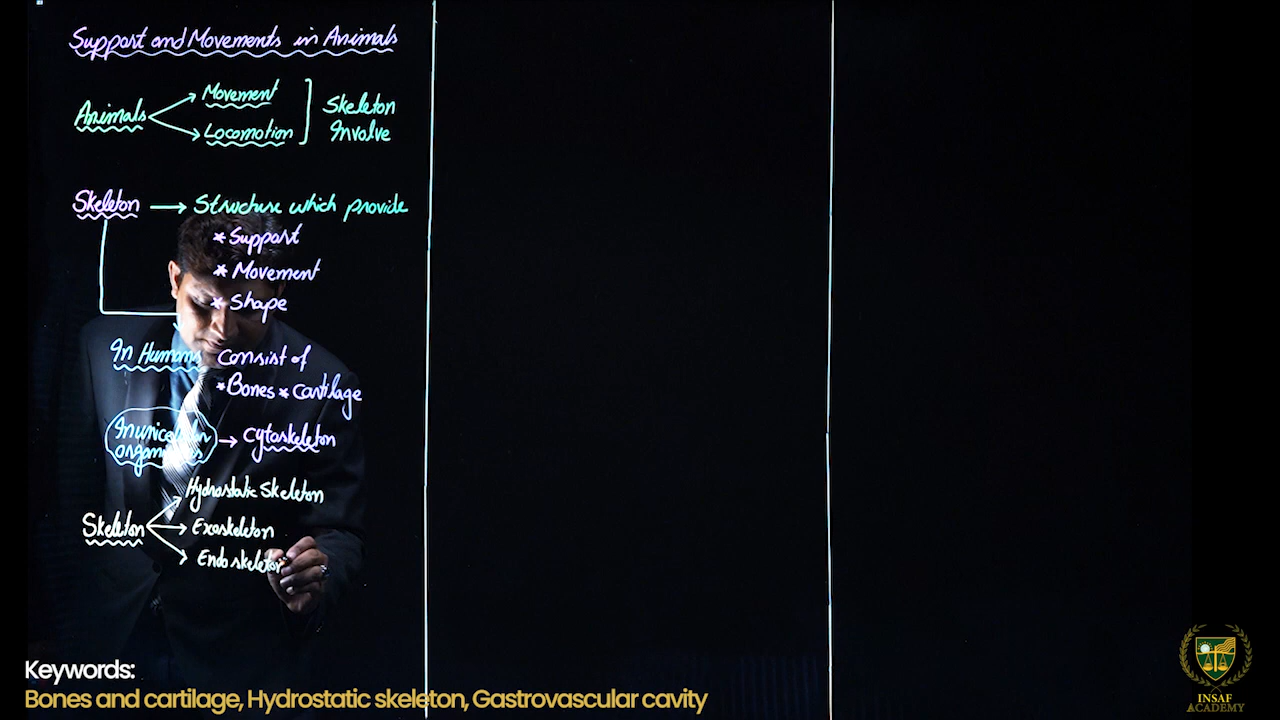 Support and Movements in Animals
Animals
Movement
Locomotion
Skeleton
Involve
Skeleton → Structure which provide
* Support
* Movement
* Shape
In Humans Consist of
* Bones * cartilage
In unicellular
organisms → Cytoskeleton
Skeleton
Hydrostatic Skeleton
Exoskeleton
Endoskeleton
Keywords:
Bones and cartilage, Hydrostatic skeleton, Gastrovascular cavity
INSAF
ACADEMY